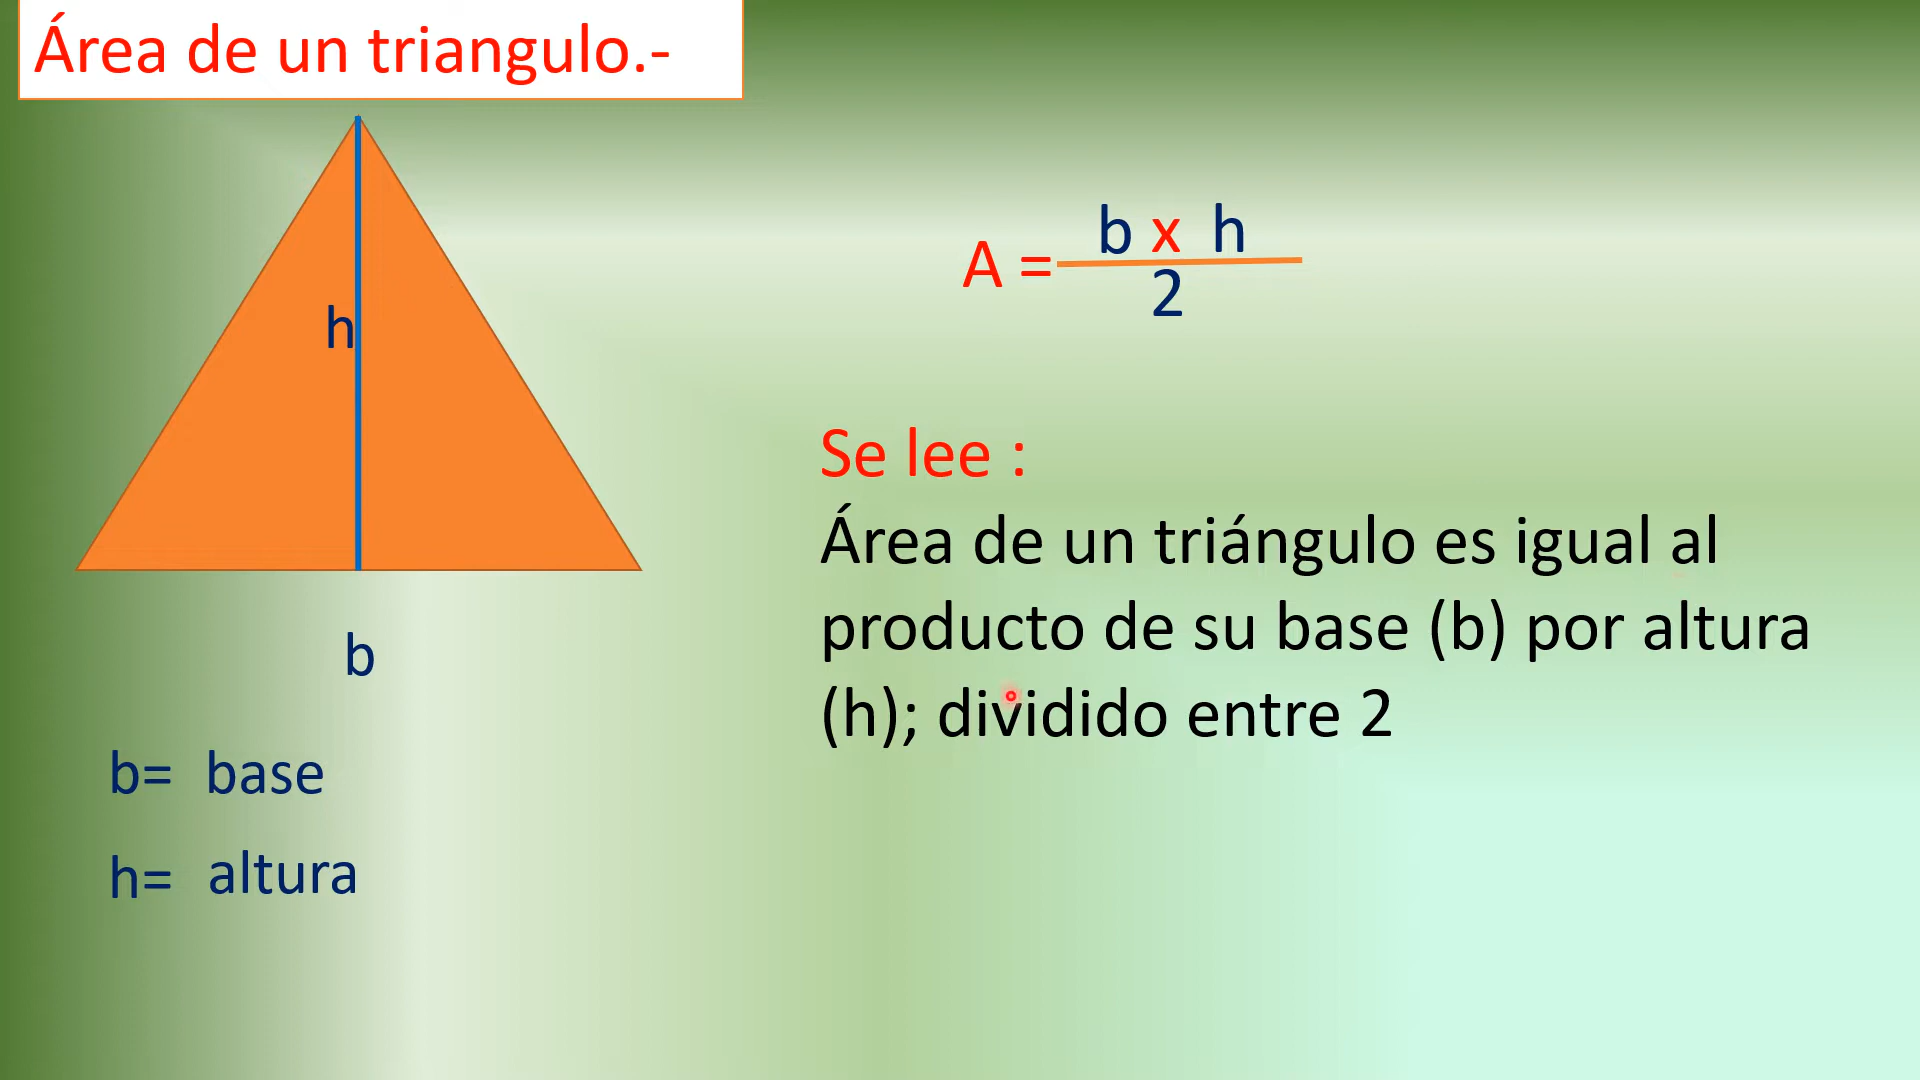 Área de un triangulo.-
h
b
b= base
h= altura
A = b x h
2
Se lee :
Área de un triángulo es igual al
producto de su base (b) por altura
(h); dividido entre 2